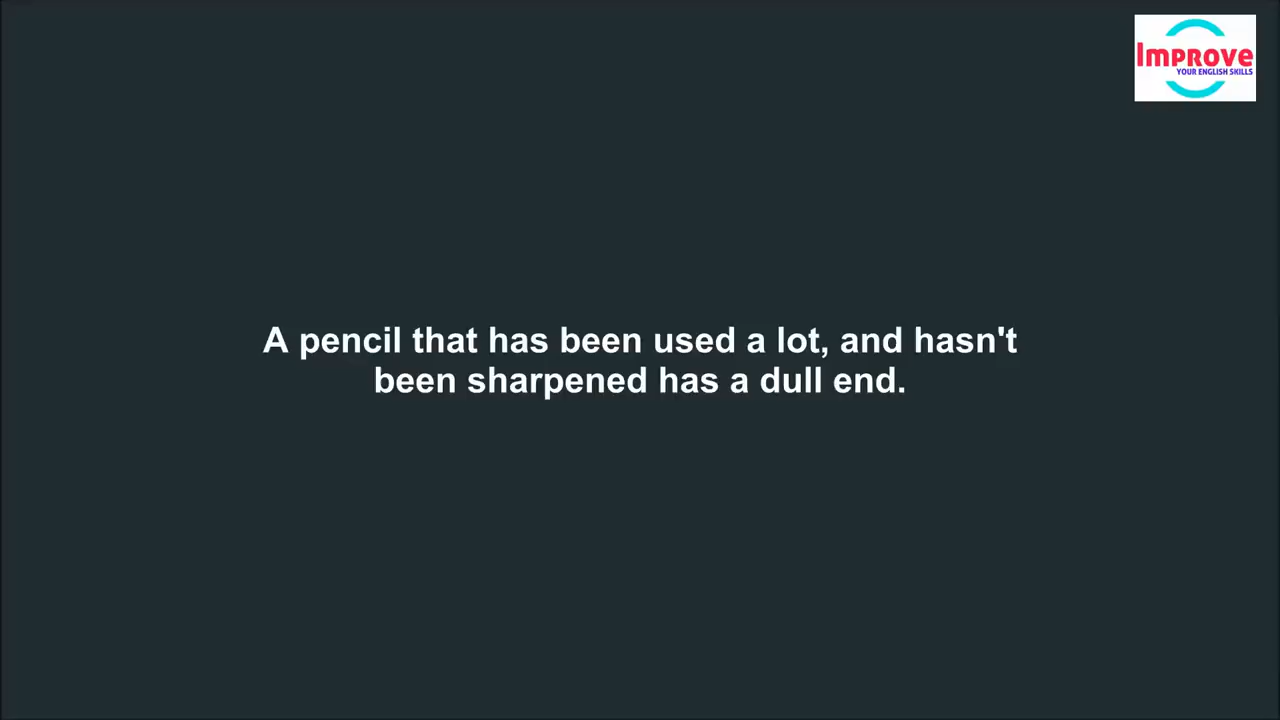 Improve
YOUR ENGLISH SKILLS
A pencil that has been used a lot, and hasn't
been sharpened has a dull end.